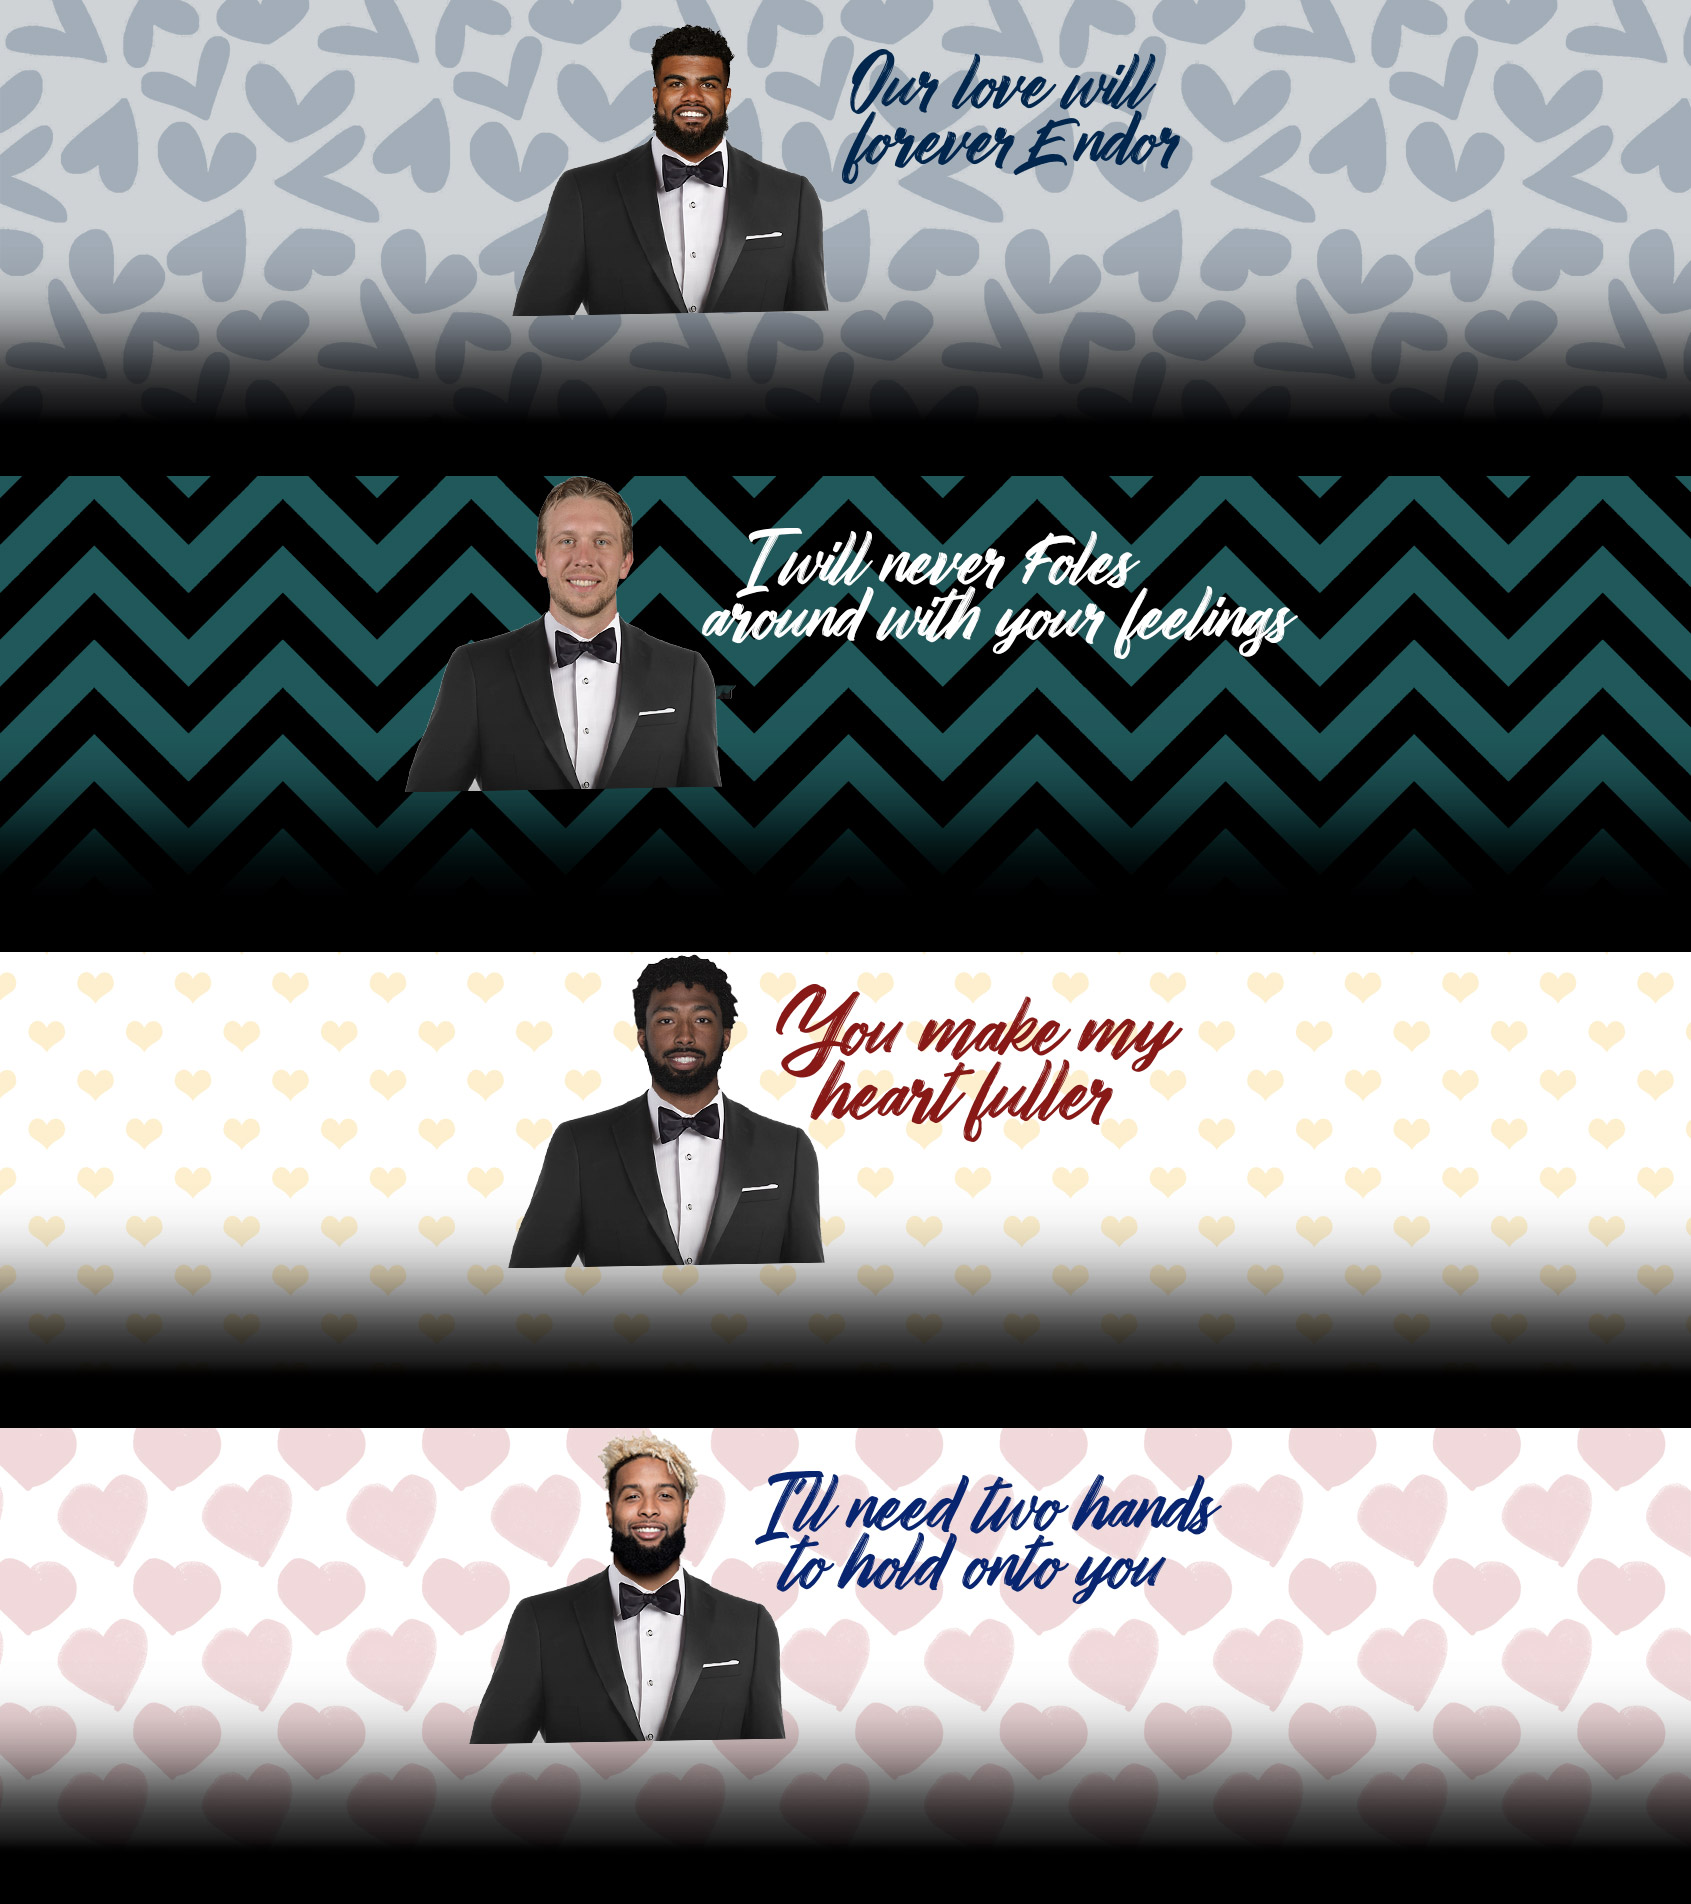 Our love will
forever Endor
I will never Foles
around with your feelings
You make my
heart fuller
I'll need two hands
to hold onto you